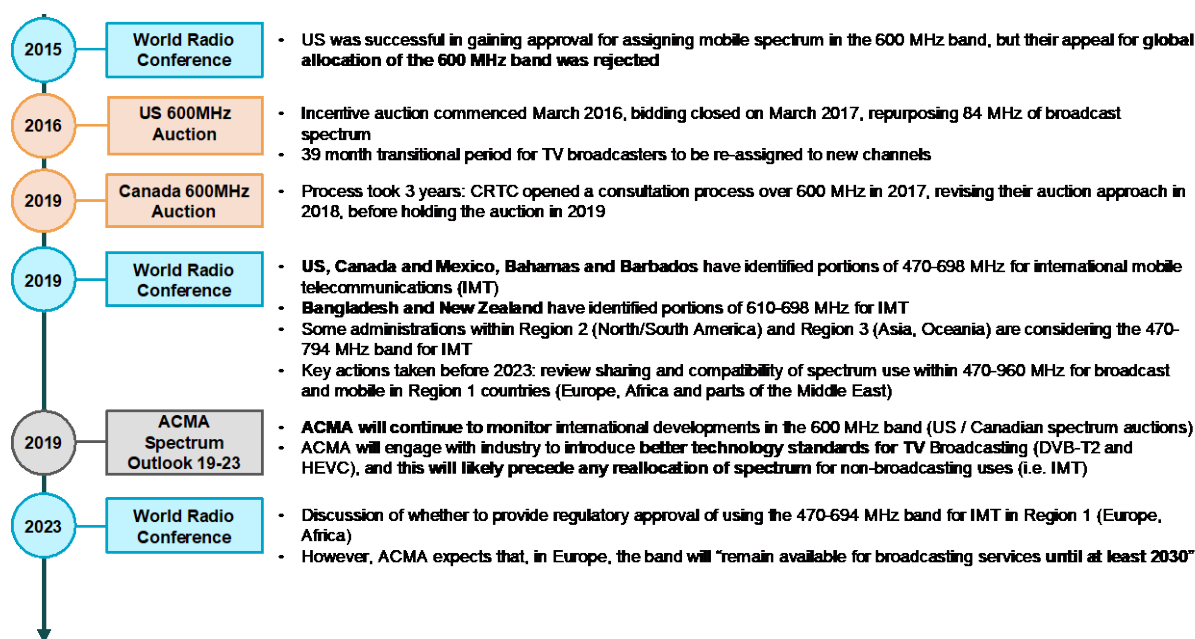 2015
World Radio
Conference
- US was successful in gaining approval for assigning mobile spectrum in the 600 MHz band, but their appeal for global
allocation of the 600 MHz band was rejected
2016
US 600MHz
Auction
- Incentive auction commenced March 2016, bidding closed on March 2017, repurposing 84 MHz of broadcast
spectrum
- 39 month transitional period for TV broadcasters to be re-assigned to new channels
2019
Canada 600MHz
Auction
- Process took 3 years: CRTC opened a consultation process over 600 MHz in 2017, revising their auction approach in
2018, before holding the auction in 2019
2019
World Radio
Conference
- US, Canada and Mexico, Bahamas and Barbados have identified portions of 470-698 MHz for international mobile
telecommunications (IMT)
- Bangladesh and New Zealand have identified portions of 610-698 MHz for IMT
- Some administrations within Region 2 (North/South America) and Region 3 (Asia, Oceania) are considering the 470-
794 MHz band for IMT
- Key actions taken before 2023: review sharing and compatibility of spectrum use within 470-960 MHz for broadcast
and mobile in Region 1 countries (Europe, Africa and parts of the Middle East)
2019
ACMA
Spectrum
Outlook 19-23
- ACMA will continue to monitor international developments in the 600 MHz band (US / Canadian spectrum auctions)
- ACMA will engage with industry to introduce better technology standards for TV Broadcasting (DVB-T2 and
HEVC), and this will likely precede any reallocation of spectrum for non-broadcasting uses (i.e. IMT)
2023
World Radio
Conference
- Discussion of whether to provide regulatory approval of using the 470-694 MHz band for IMT in Region 1 (Europe,
Africa)
- However, ACMA expects that, in Europe, the band will “remain available for broadcasting services until at least 2030”